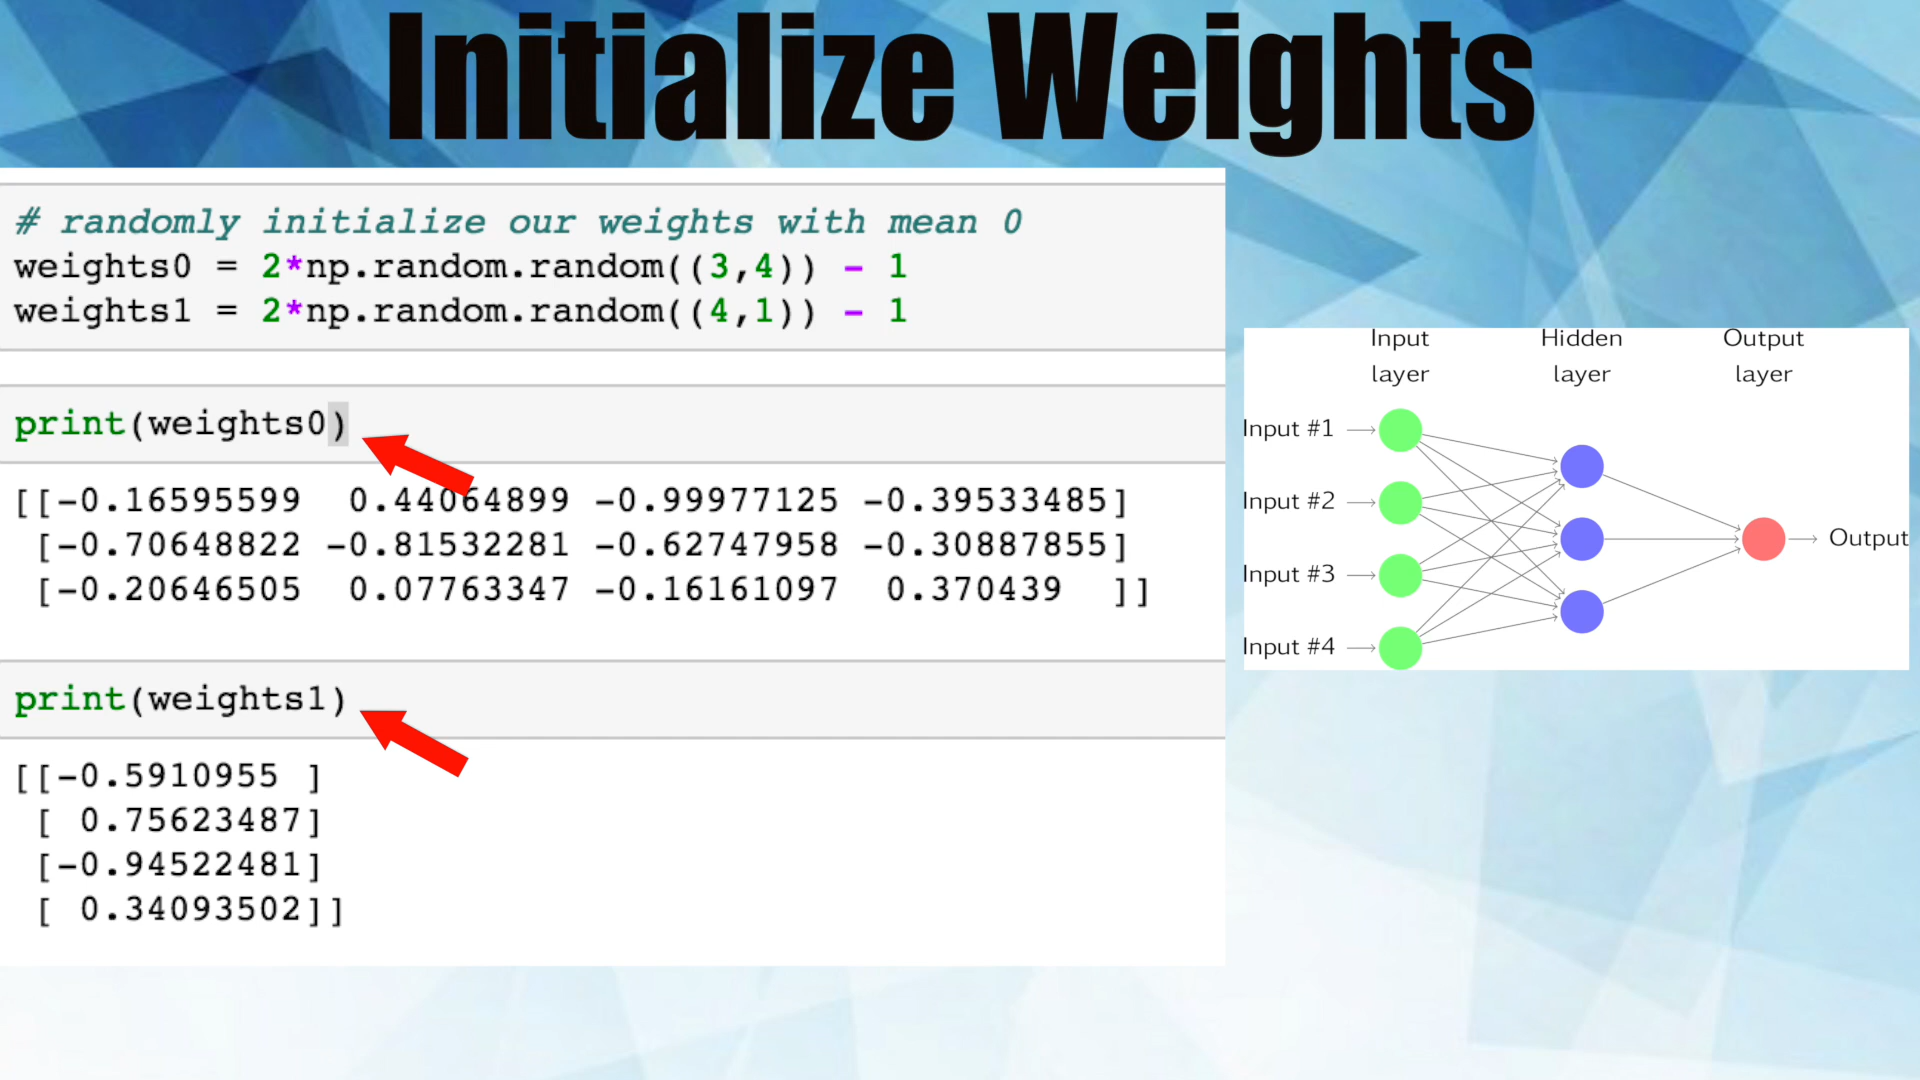 Initialize Weights
# randomly initialize our weights with mean 0
weights0 = 2*np.random.random((3,4)) - 1
weights1 = 2*np.random.random((4,1)) - 1
print(weights0)
[[-0.16595599  0.44064899 -0.99977125 -0.39533485]
[-0.70648822 -0.81532281 -0.62747958 -0.30887855]
[-0.20646505  0.07763347 -0.16161097  0.370439  ]]
print(weights1)
[[-0.5910955 ]
[ 0.75623487]
[-0.94522481]
[ 0.34093502]]
Input layer
Hidden layer
Output layer
Input #1
Input #2
Input #3
Input #4
Output